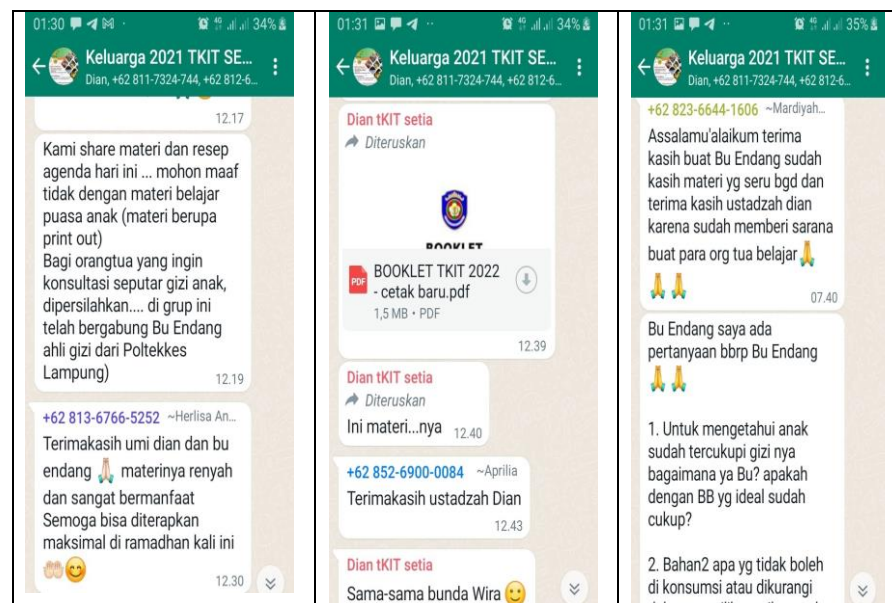 01:30
34%
Keluarga 2021 TKIT SE...
Dian, +62 811-7324-744, +62 812-6...
12.17
Kami share materi dan resep
agenda hari ini ... mohon maaf
tidak dengan materi belajar
puasa anak (materi berupa
print out)
Bagi orangtua yang ingin
konsultasi seputar gizi anak,
dipersilahkan.... di grup ini
telah bergabung Bu Endang
ahli gizi dari Poltekkes
Lampung)
12.19
+62 813-6766-5252 ~Herlisa An...
Terimakasih umi dian dan bu
endang 🙏🏻 materinya renyah
dan sangat bermanfaat
Semoga bisa diterapkan
maksimal di ramadhan kali ini
🤲🏻😊
12.30
01:31
34%
Keluarga 2021 TKIT SE...
Dian, +62 811-7324-744, +62 812-6...
Dian tKIT setia
Diteruskan
BOOKLET
PDF
BOOKLET TKIT 2022
- cetak baru.pdf
1,5 MB • PDF
12.39
Dian tKIT setia
Diteruskan
Ini materi...nya 12.40
+62 852-6900-0084 ~Aprilia
Terimakasih ustadzah Dian
12.43
Dian tKIT setia
Sama-sama bunda Wira 🙂
01:31
35%
Keluarga 2021 TKIT SE...
Dian, +62 811-7324-744, +62 812-6...
+62 823-6644-1606 ~Mardiyah...
Assalamu'alaikum terima
kasih buat Bu Endang sudah
kasih materi yg seru bgd dan
terima kasih ustadzah dian
karena sudah memberi sarana
buat para org tua belajar🙏
🙏🙏
07.40
Bu Endang saya ada
pertanyaan bbrp Bu Endang
🙏🙏
1. Untuk mengetahui anak
sudah tercukupi gizi nya
bagaimana ya Bu? apakah
dengan BB yg ideal sudah
cukup?
2. Bahan2 apa yg tidak boleh
di konsumsi atau dikurangi